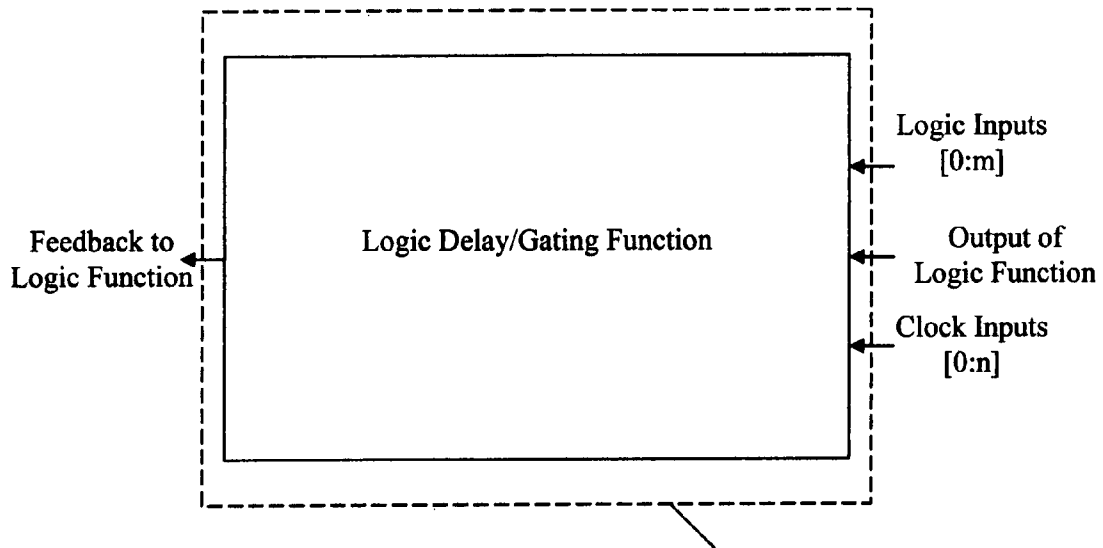 Logic Inputs
[0:m]
Feedback to
Logic Function
Logic Delay/Gating Function
Output of
Logic Function
Clock Inputs
[0:n]